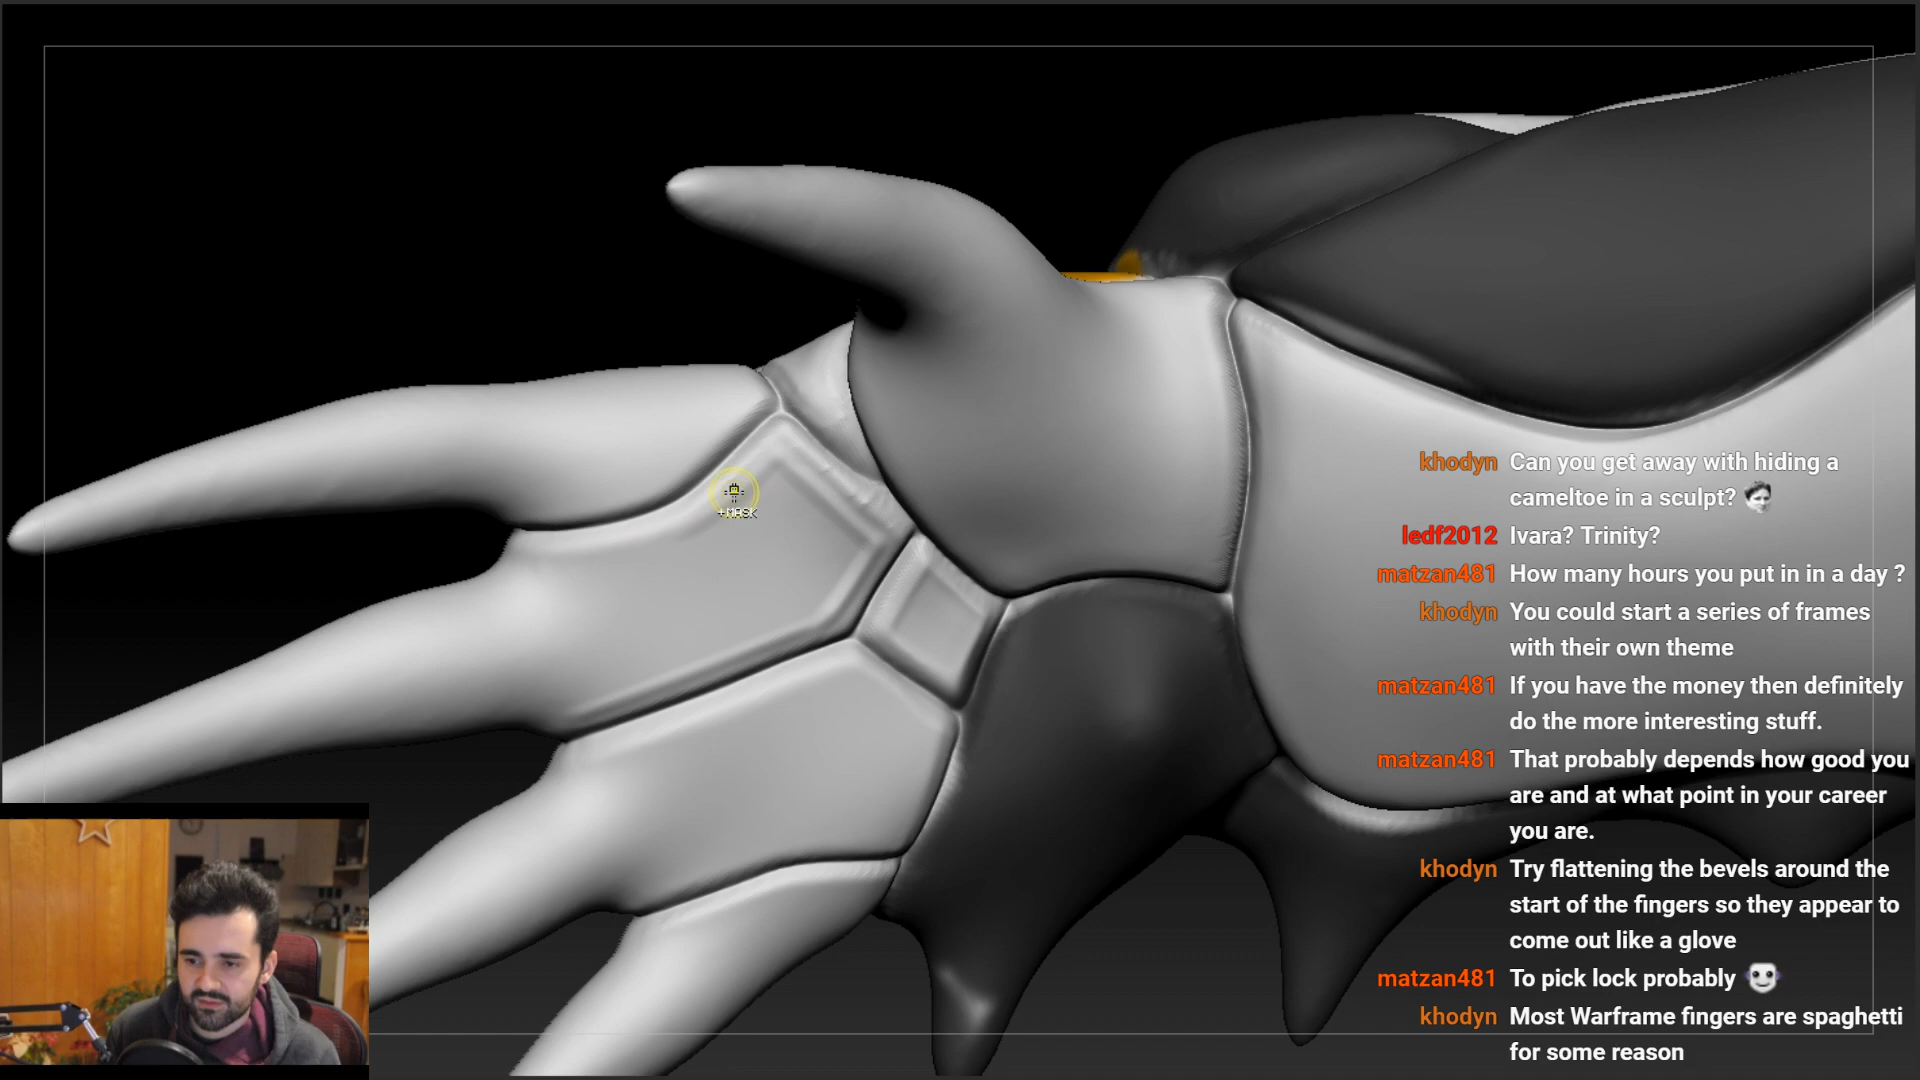 +MASK
khodyn Can you get away with hiding a
cameltoe in a sculpt?
ledf2012 Ivara? Trinity?
matzan481 How many hours you put in in a day ?
khodyn You could start a series of frames
with their own theme
matzan481 If you have the money then definitely
do the more interesting stuff.
matzan481 That probably depends how good you
are and at what point in your career
you are.
khodyn Try flattening the bevels around the
start of the fingers so they appear to
come out like a glove
matzan481 To pick lock probably
khodyn Most Warframe fingers are spaghetti
for some reason